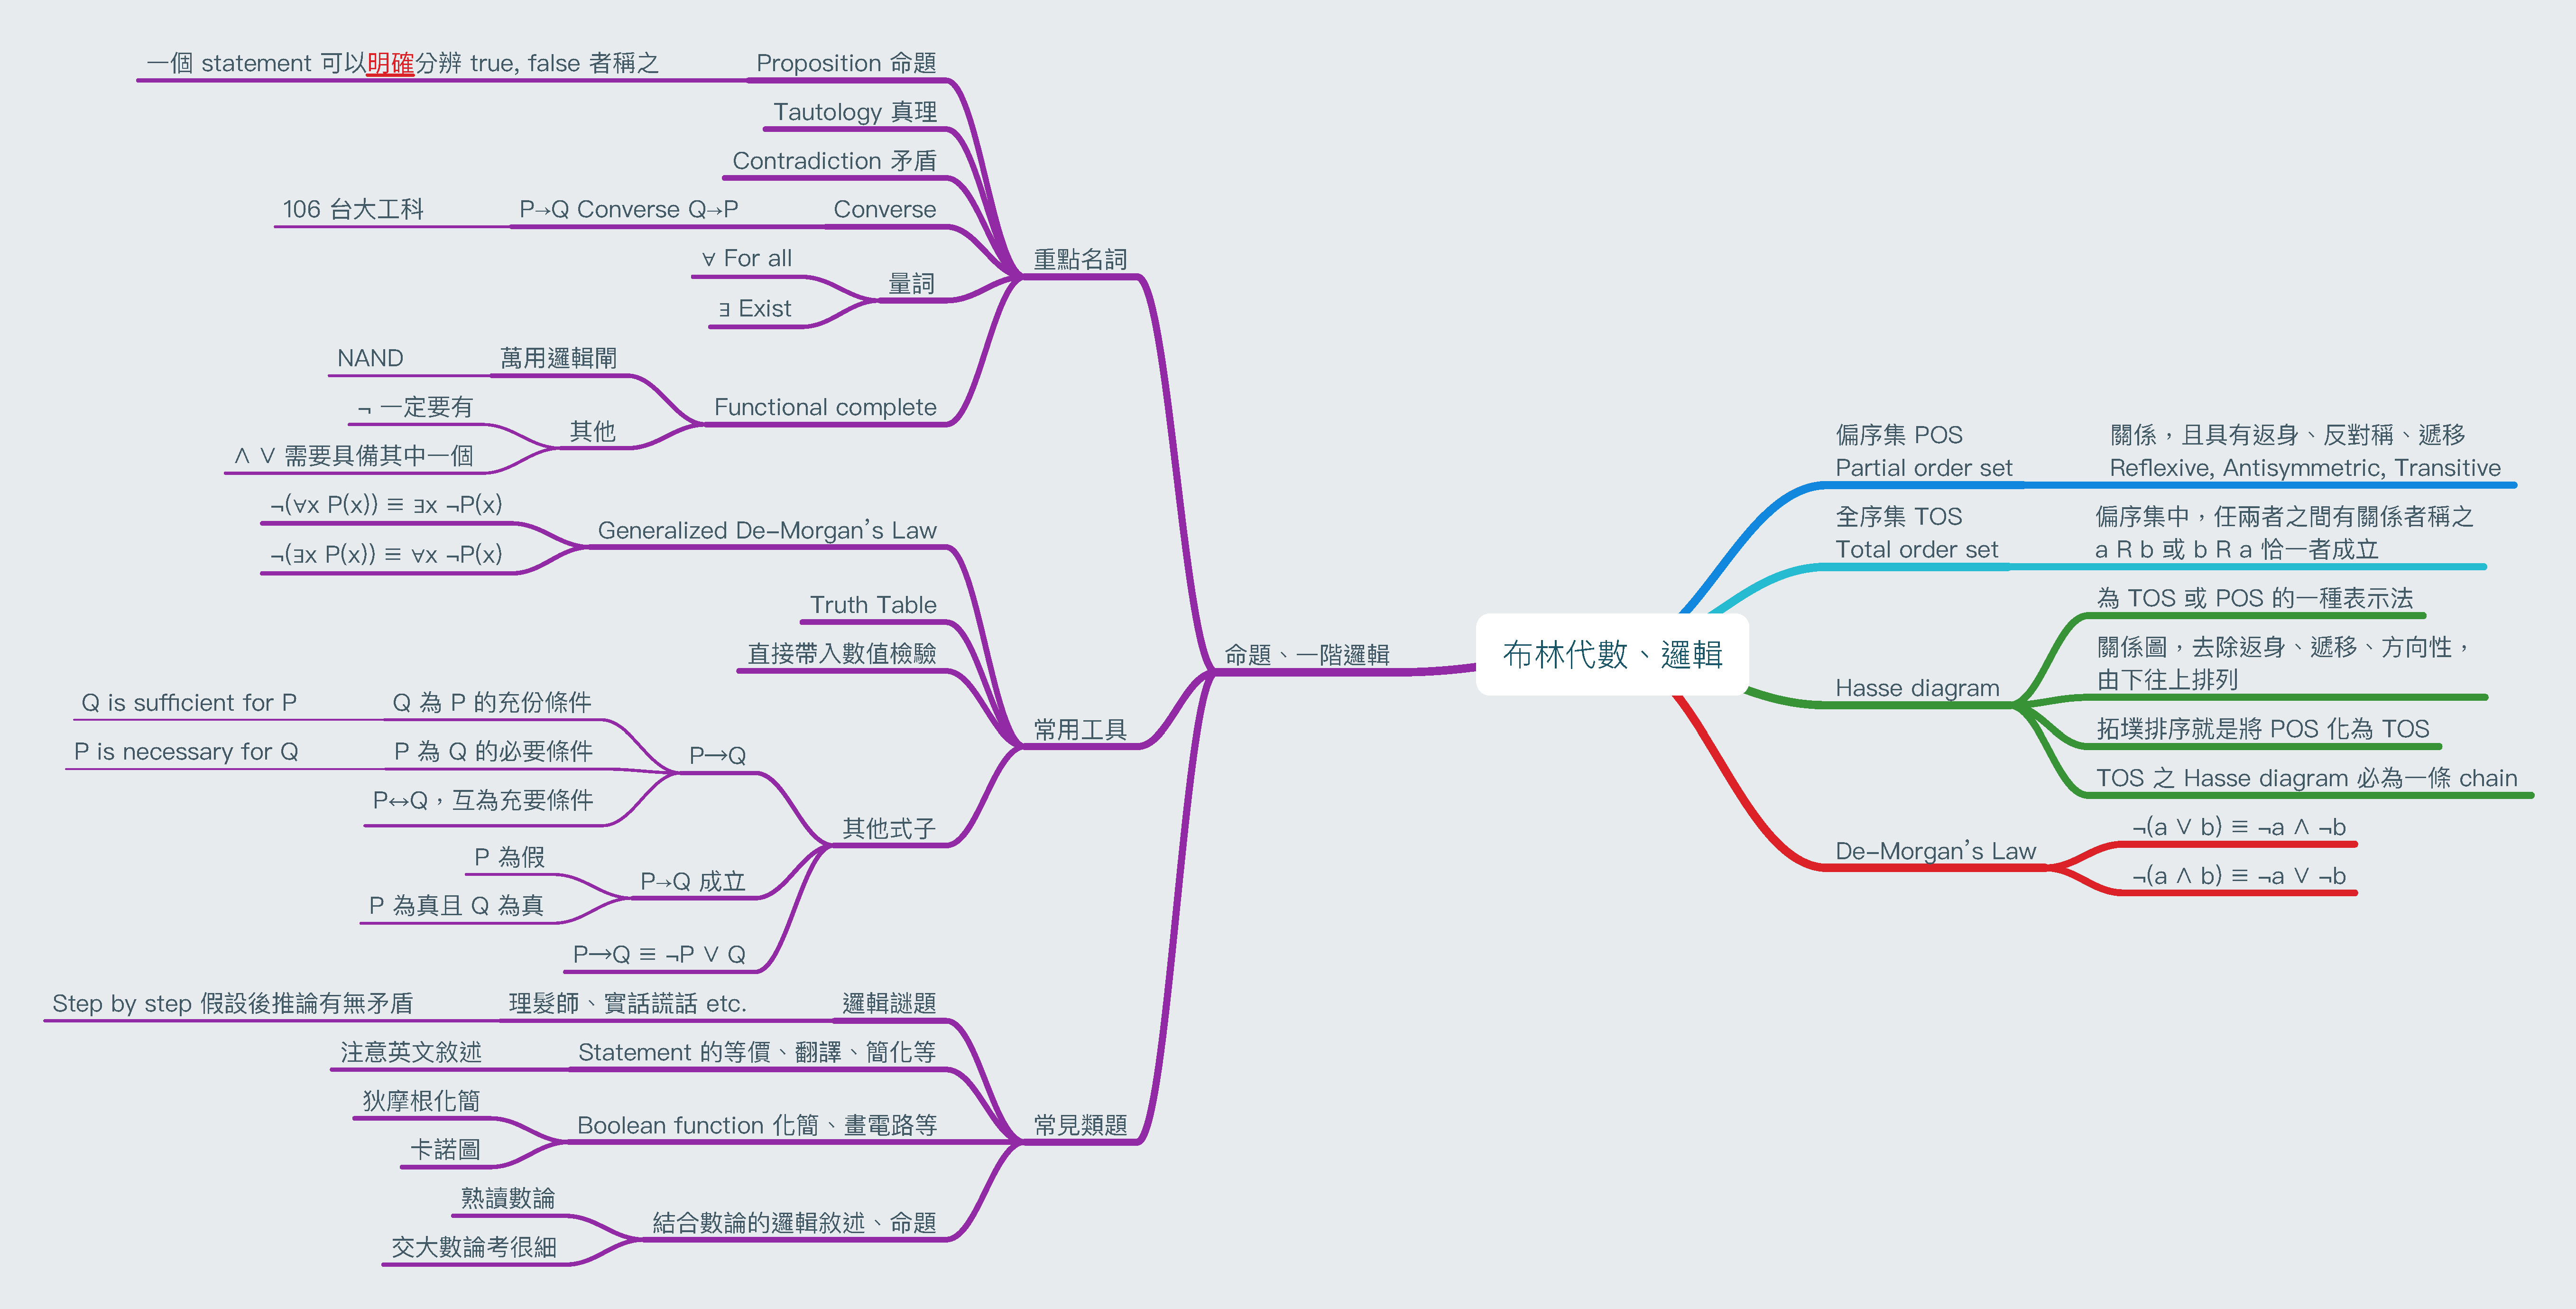 布林代數、邏輯
偏序集 POS
Partial order set
關係，且具有返身、反對稱、遞移
Reflexive, Antisymmetric, Transitive
全序集 TOS
Total order set
偏序集中，任兩者之間有關係者稱之
a R b 或 b R a 恰一者成立
Hasse diagram
為 TOS 或 POS 的一種表示法
關係圖，去除返身、遞移、方向性，
由下往上排列
拓墣排序就是將 POS 化為 TOS
TOS 之 Hasse diagram 必為一條 chain
De-Morgan's Law
¬(a ∨ b) ≡ ¬a ∧ ¬b
¬(a ∧ b) ≡ ¬a ∨ ¬b
命題、一階邏輯
重點名詞
Proposition 命題
一個 statement 可以明確分辨 true, false 者稱之
Tautology 真理
Contradiction 矛盾
Converse
P→Q Converse Q→P
106 台大工科
量詞
∀ For all
∃ Exist
Functional complete
萬用邏輯閘
NAND
其他
¬ 一定要有
∧ ∨ 需要具備其中一個
常用工具
Generalized De-Morgan's Law
¬(∀x P(x)) ≡ ∃x ¬P(x)
¬(∃x P(x)) ≡ ∀x ¬P(x)
Truth Table
直接帶入數值檢驗
其他式子
P→Q
Q 為 P 的充份條件
Q is sufficient for P
P 為 Q 的必要條件
P is necessary for Q
P↔Q，互為充要條件
P→Q 成立
P 為假
P 為真且 Q 為真
P→Q ≡ ¬P ∨ Q
常見類題
邏輯謎題
理髮師、實話謊話 etc.
Step by step 假設後推論有無矛盾
Statement 的等價、翻譯、簡化等
注意英文敘述
Boolean function 化簡、畫電路等
狄摩根化簡
卡諾圖
結合數論的邏輯敘述、命題
熟讀數論
交大數論考很細